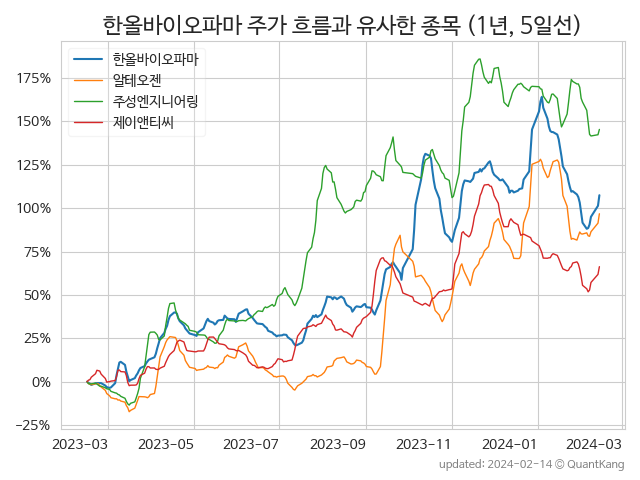 한올바이오파마 주가 흐름과 유사한 종목 (1년, 5일선)
한올바이오파마
알테오젠
주성엔지니어링
제이앤티씨
175%
150%
125%
100%
75%
50%
25%
0%
−25%
2023−03 2023−05 2023−07 2023−09 2023−11 2024−01 2024−03
updated: 2024-02-14 © QuantKang